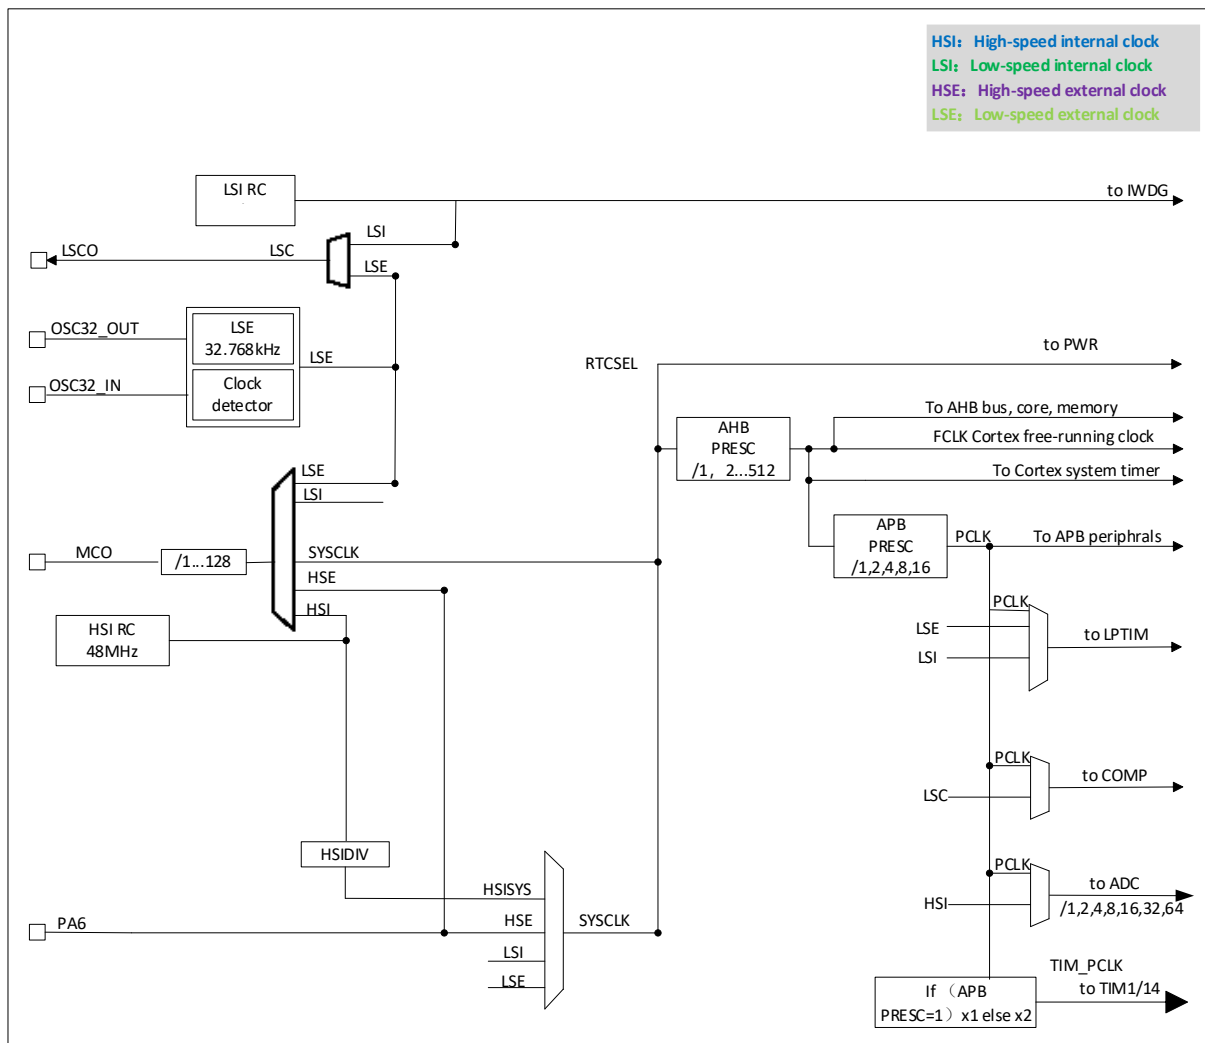 HSI：High-speed internal clock
LSI：Low-speed internal clock
HSE：High-speed external clock
LSE：Low-speed external clock
LSI RC
to IWDG
LSI
LSCO
LSC
LSE
OSC32_OUT
LSE
32.768kHz
LSE
OSC32_IN
Clock
detector
to PWR
RTCSEL
To AHB bus, core, memory
AHB
PRESC
/1，2...512
FCLK Cortex free-running clock
To Cortex system timer
LSE
LSI
APB
PRESC
/1,2,4,8,16
PCLK
To APB periphrals
MCO
/1...128
SYSCLK
HSE
HSI
HSI RC
48MHz
PCLK
LSE
LSI
to LPTIM
PCLK
LSC
to COMP
HSIDIV
PCLK
HSI
to ADC
/1,2,4,8,16,32,64
HSISYS
PA6
HSE
SYSCLK
LSI
LSE
TIM_PCLK
to TIM1/14
If （APB
PRESC=1）x1 else x2